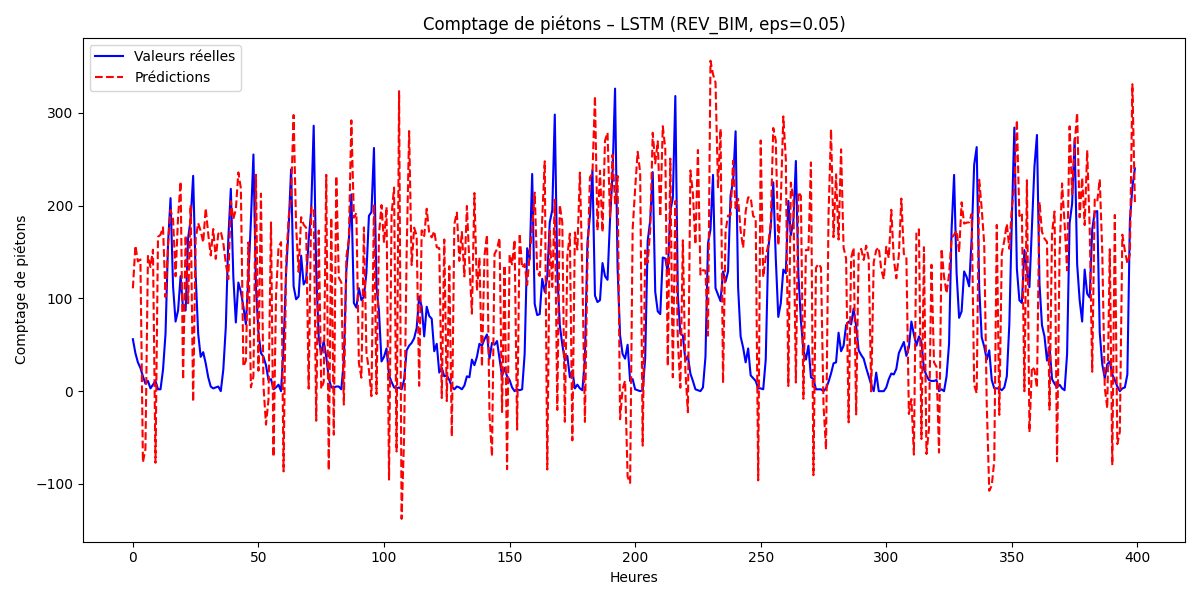 Comptage de piétons – LSTM (REV_BIM, eps=0.05)
Valeurs réelles
Prédictions
Comptage de piétons
300
200
100
0
−100
0 50 100 150 200 250 300 350 400
Heures